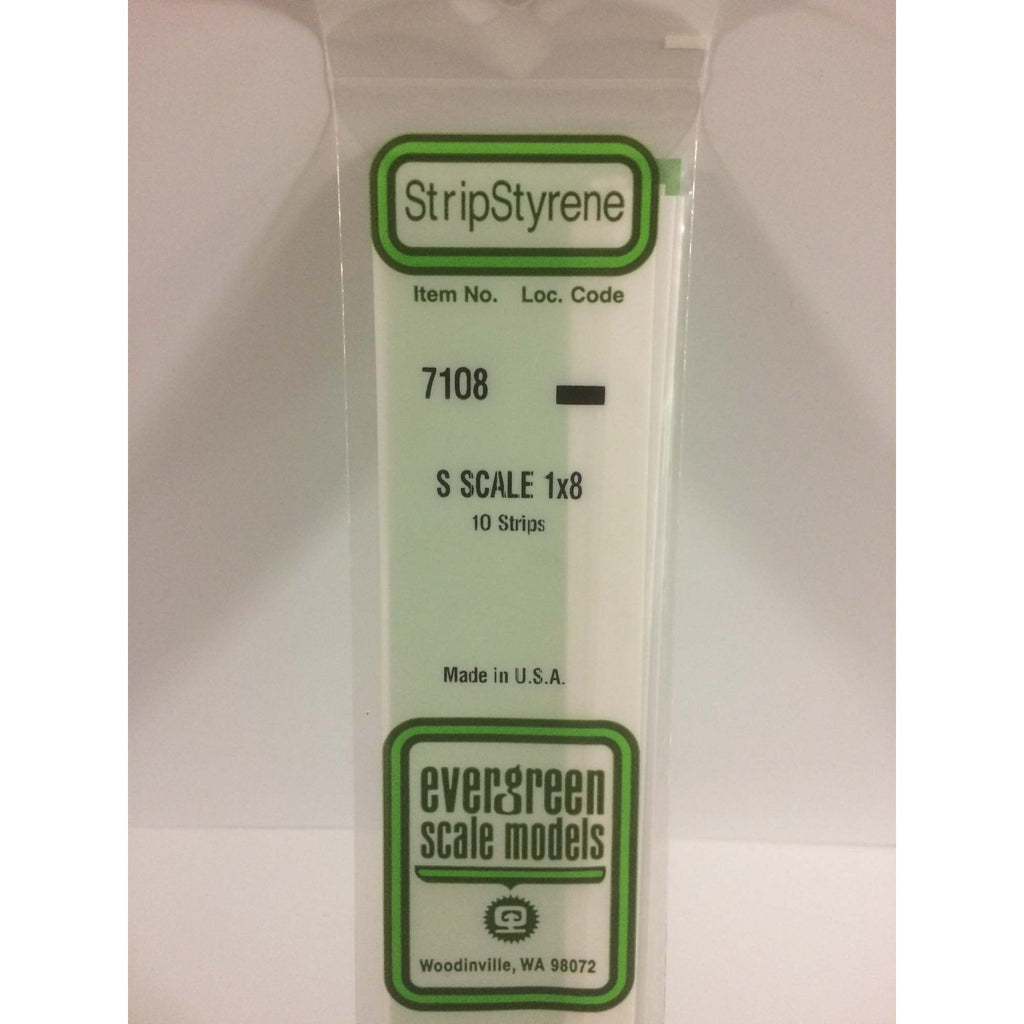 StripStyrene
Item No. Loc. Code
7108
S SCALE 1x8
10 Strips
Made in U.S.A.
evergreen
scale models
Woodinville, WA 98072